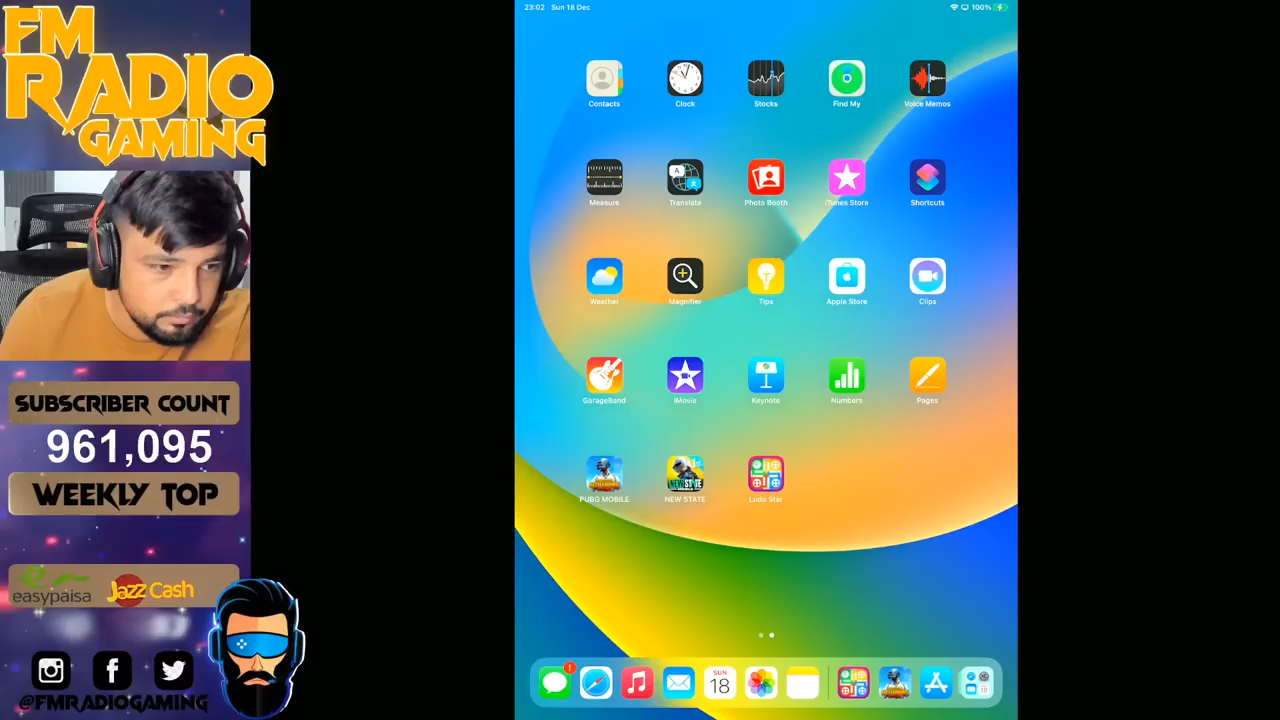 FM
RADIO
GAMING
SUBSCRIBER COUNT
961,095
WEEKLY TOP
easypaisa JazzCash
@FMRADIOGAMING
23:02 Sun 18 Dec 100%
Contacts Clock Stocks Find My Voice Memos
Measure Translate Photo Booth iTunes Store Shortcuts
Weather Magnifier Tips Apple Store Clips
GarageBand iMovie Keynote Numbers Pages
NEW STATE
PUBG MOBILE NEW STATE Ludo Star
SUN
18